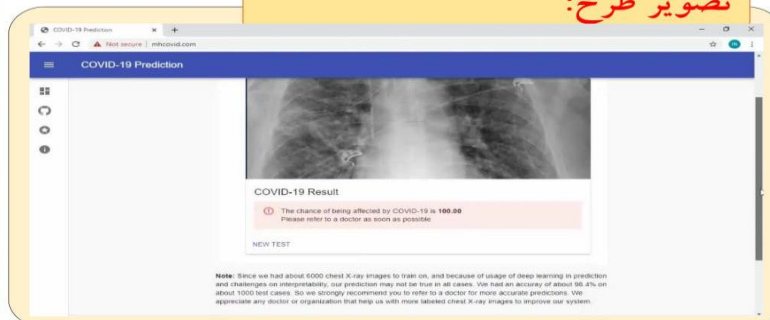 تصویر طرح:
COVID-19 Prediction
Not secure | mhcovid.com
COVID-19 Prediction
COVID-19 Result
The chance of being affected by COVID-19 is 100.00
Please refer to a doctor as soon as possible
NEW TEST
Note: Since we had about 6000 chest X-ray images to train on, and because of usage of deep learning in prediction
and challenges on interpretability, our prediction may not be true in all cases. We had an accuray of about 96.4% on
about 1000 test cases. So we strongly recommend you to refer to a doctor for more accurate predictions. We
appreciate any doctor or organization that help us with more labeled chest X-ray images to improve our system.